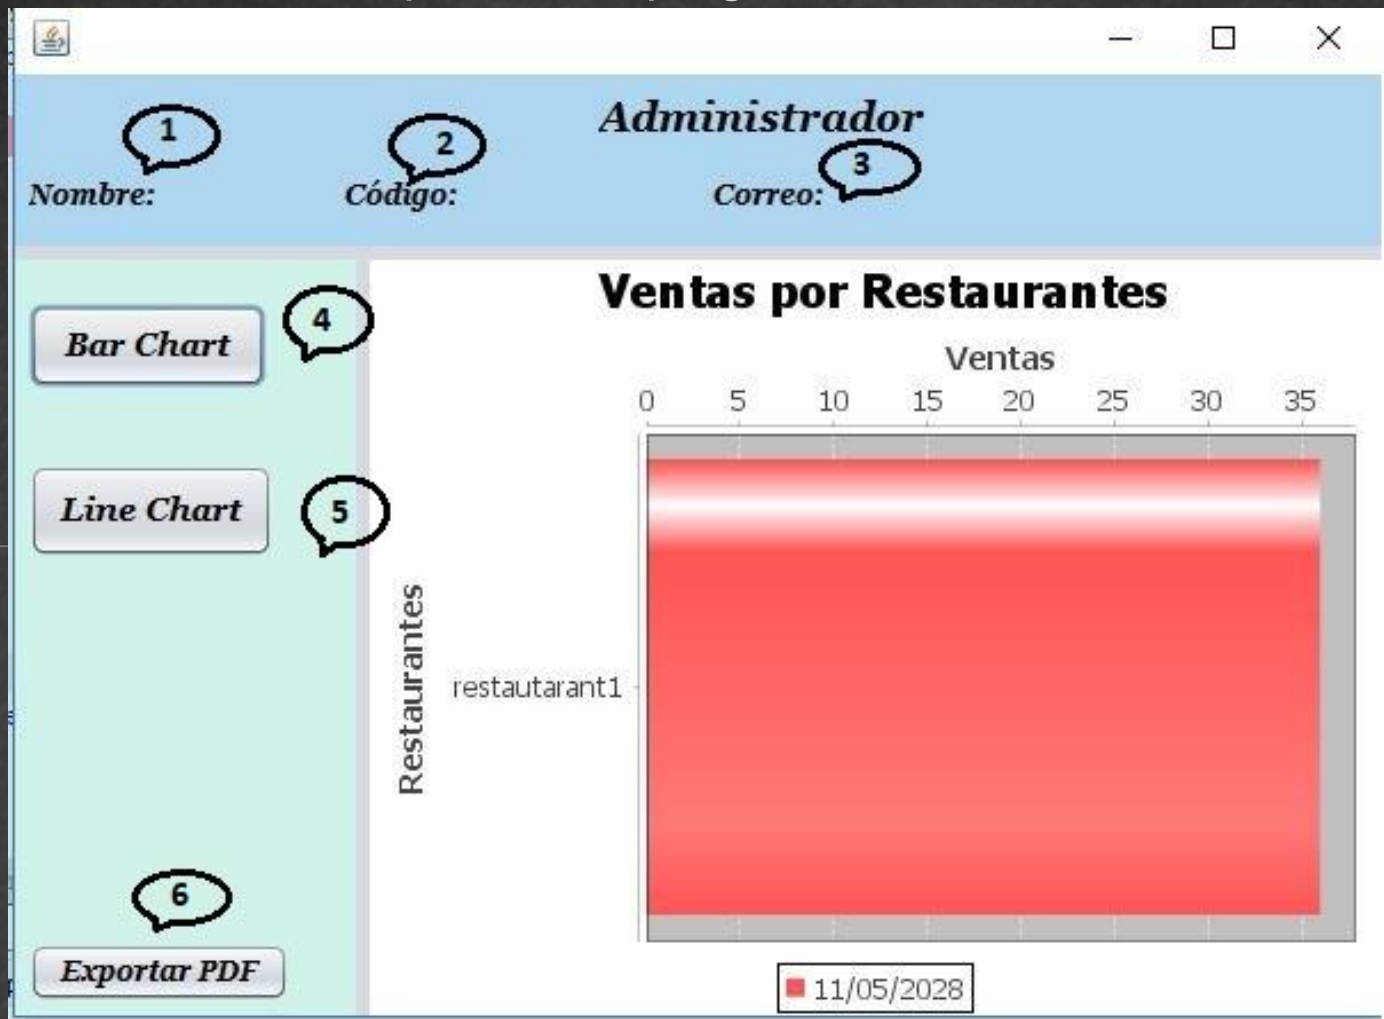 Administrador
1
2
3
Nombre:
Código:
Correo:
Ventas por Restaurantes
4
Bar Chart
Ventas
0 5 10 15 20 25 30 35
Line Chart
5
Restaurantes
restautarant1
6
Exportar PDF
11/05/2028